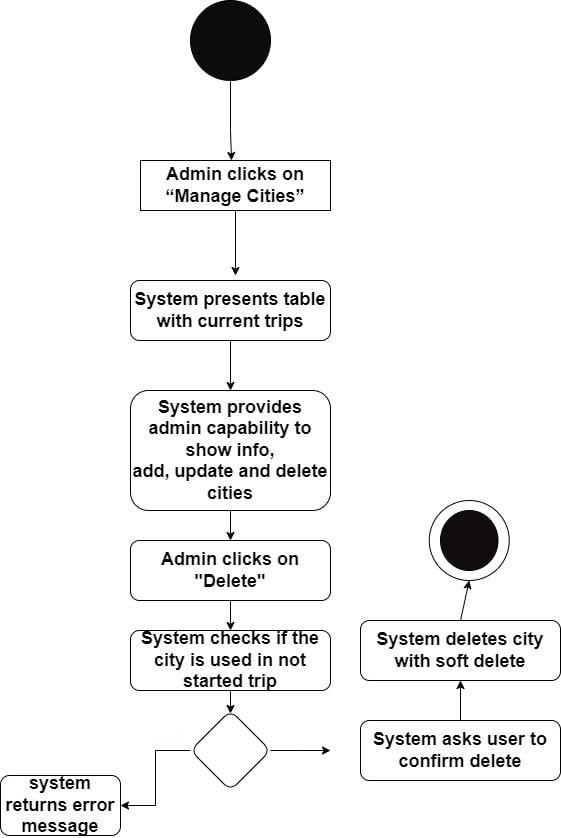 Admin clicks on
“Manage Cities”
System presents table
with current trips
System provides
admin capability to
show info,
add, update and delete
cities
Admin clicks on
"Delete"
System checks if the
city is used in not
started trip
system
returns error
message
System asks user to
confirm delete
System deletes city
with soft delete